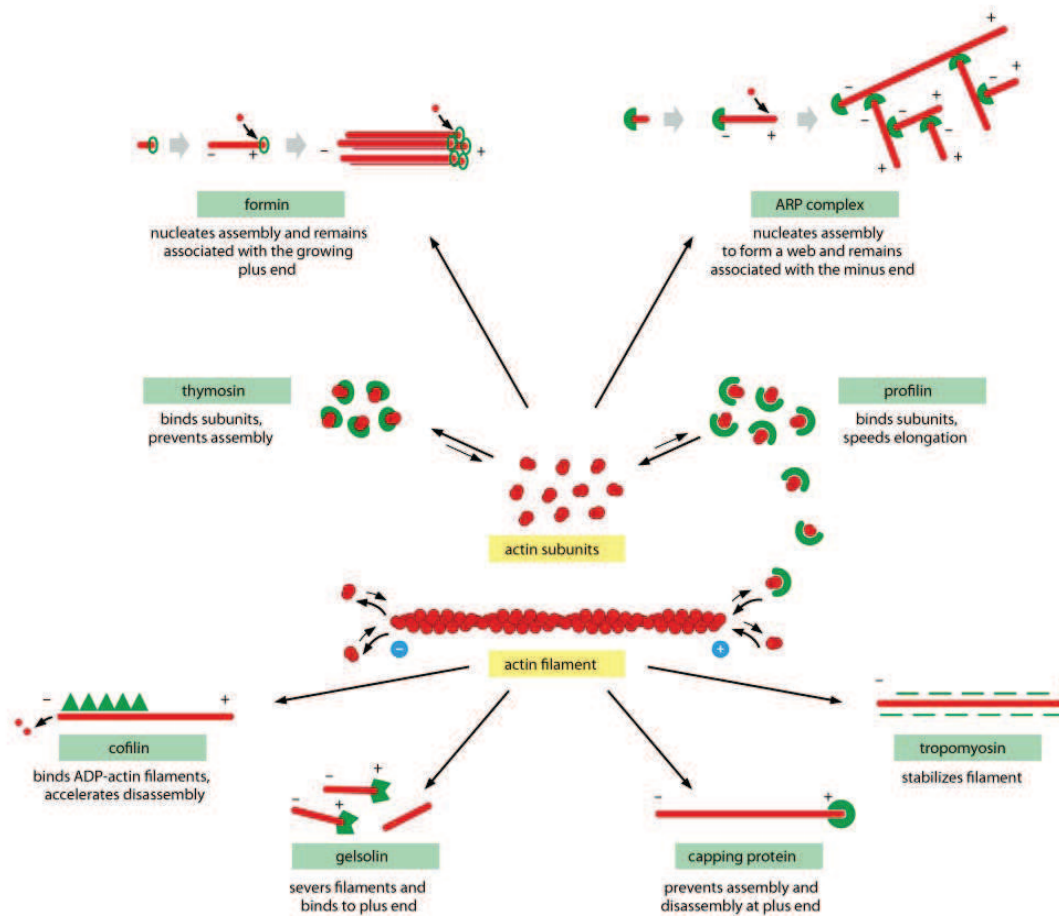 formin
nucleates assembly and remains
associated with the growing
plus end
ARP complex
nucleates assembly
to form a web and remains
associated with the minus end
thymosin
binds subunits,
prevents assembly
profilin
binds subunits,
speeds elongation
actin subunits
actin filament
cofilin
binds ADP-actin filaments,
accelerates disassembly
tropomyosin
stabilizes filament
gelsolin
severs filaments and
binds to plus end
capping protein
prevents assembly and
disassembly at plus end